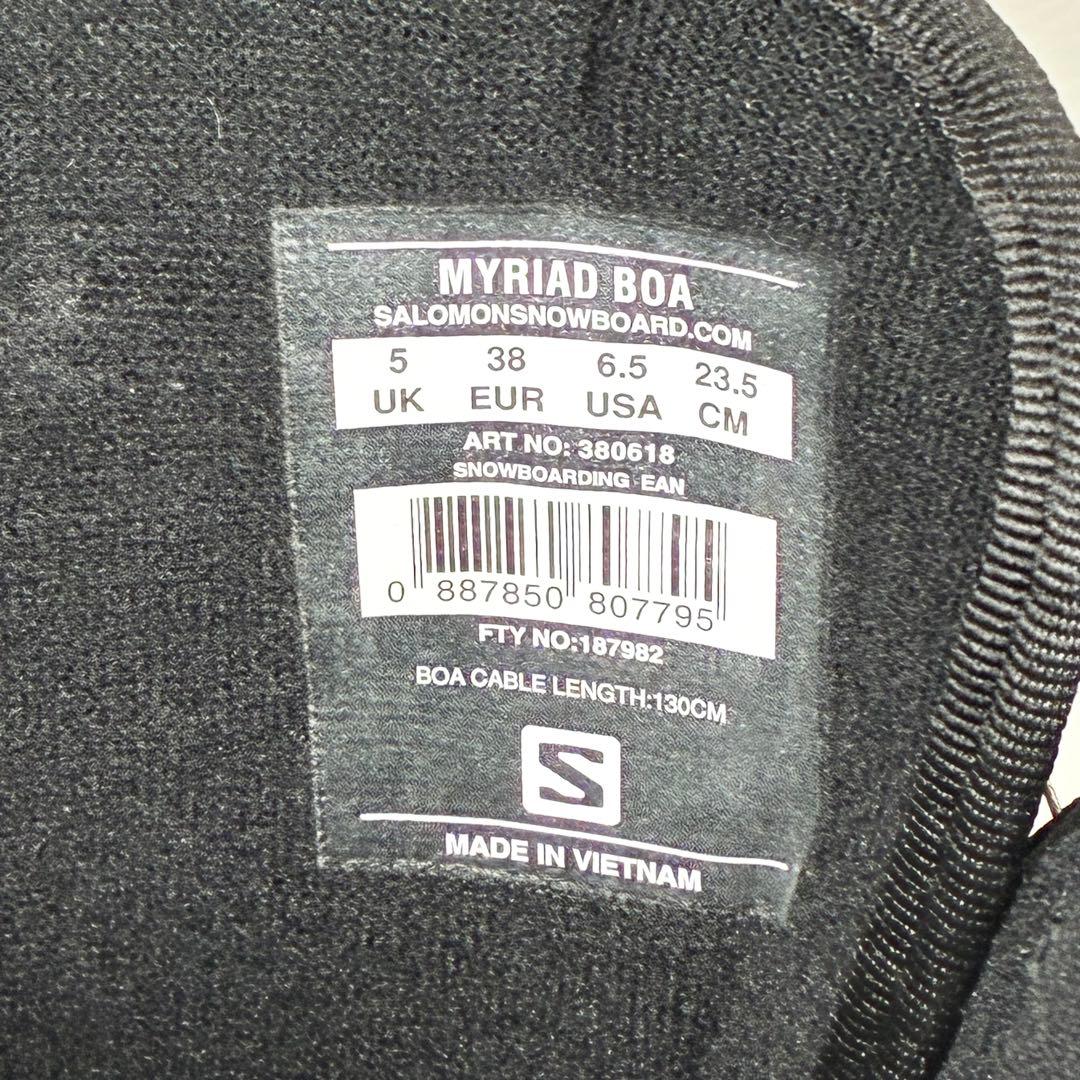 MYRIAD BOA
SALOMONSNOWBOARD.COM
5 38 6.5 23.5
UK EUR USA CM
ART NO: 380618
SNOWBOARDING EAN
0 887850 807795
FTY NO:187982
BOA CABLE LENGTH:130CM
S
MADE IN VIETNAM